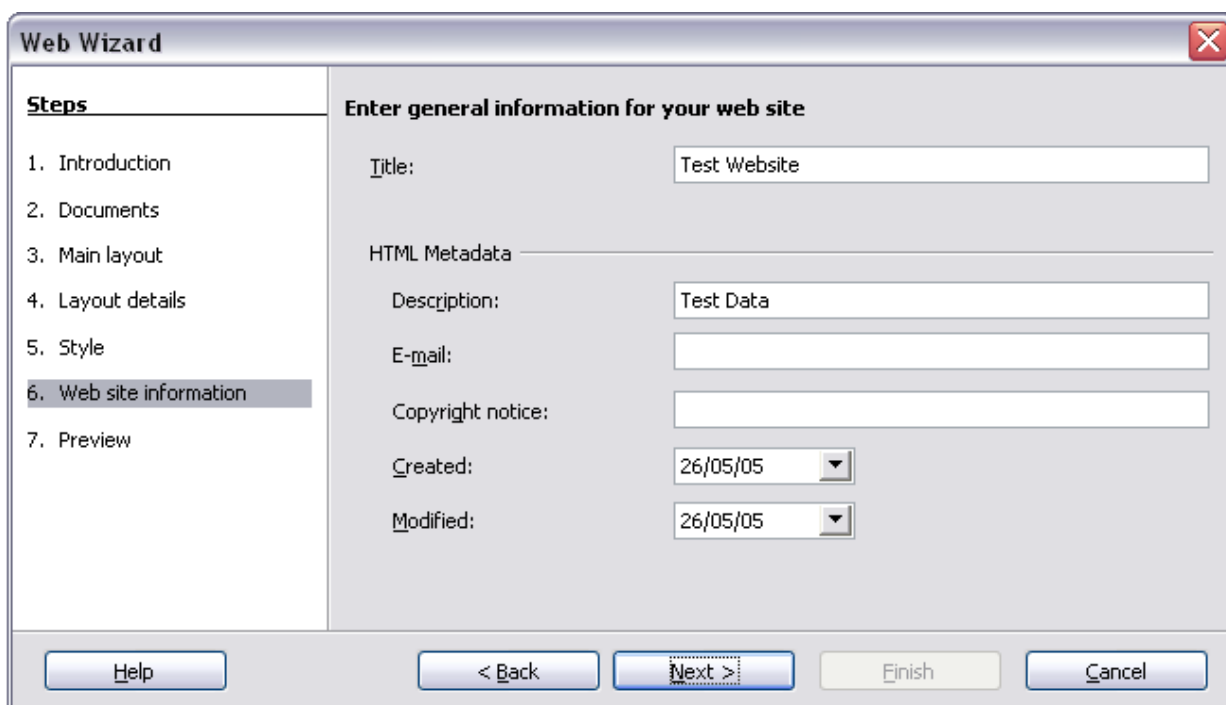 Web Wizard
Steps
1. Introduction
2. Documents
3. Main layout
4. Layout details
5. Style
6. Web site information
7. Preview
Enter general information for your web site
Title: Test Website
HTML Metadata
Description: Test Data
E-mail:
Copyright notice:
Created: 26/05/05
Modified: 26/05/05
Help < Back Next > Finish Cancel